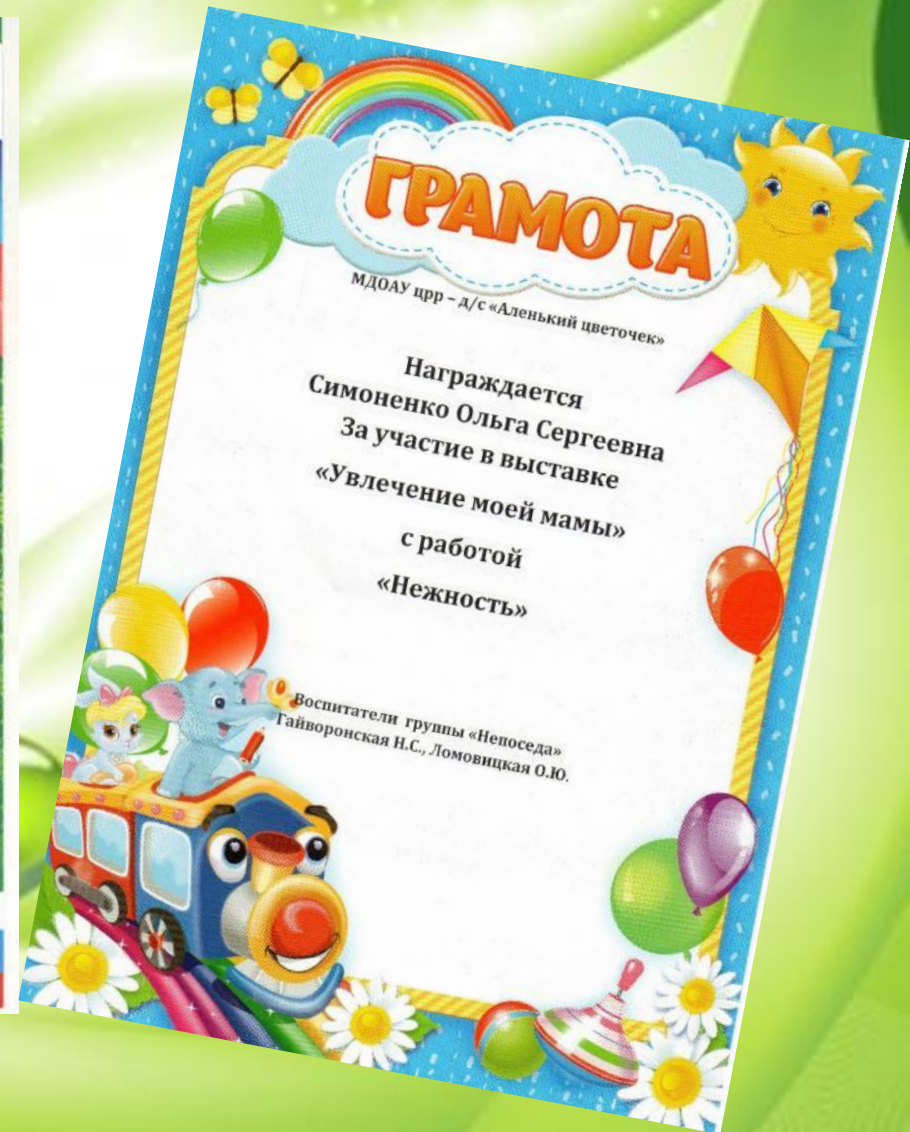 ГРАМОТА
МДОАУ црр – д/с «Аленький цветочек»
Награждается
Симоненко Ольга Сергеевна
За участие в выставке
«Увлечение моей мамы»
с работой
«Нежность»
Воспитатели группы «Непоседа»
Гайворонская Н.С., Ломовицкая О.Ю.